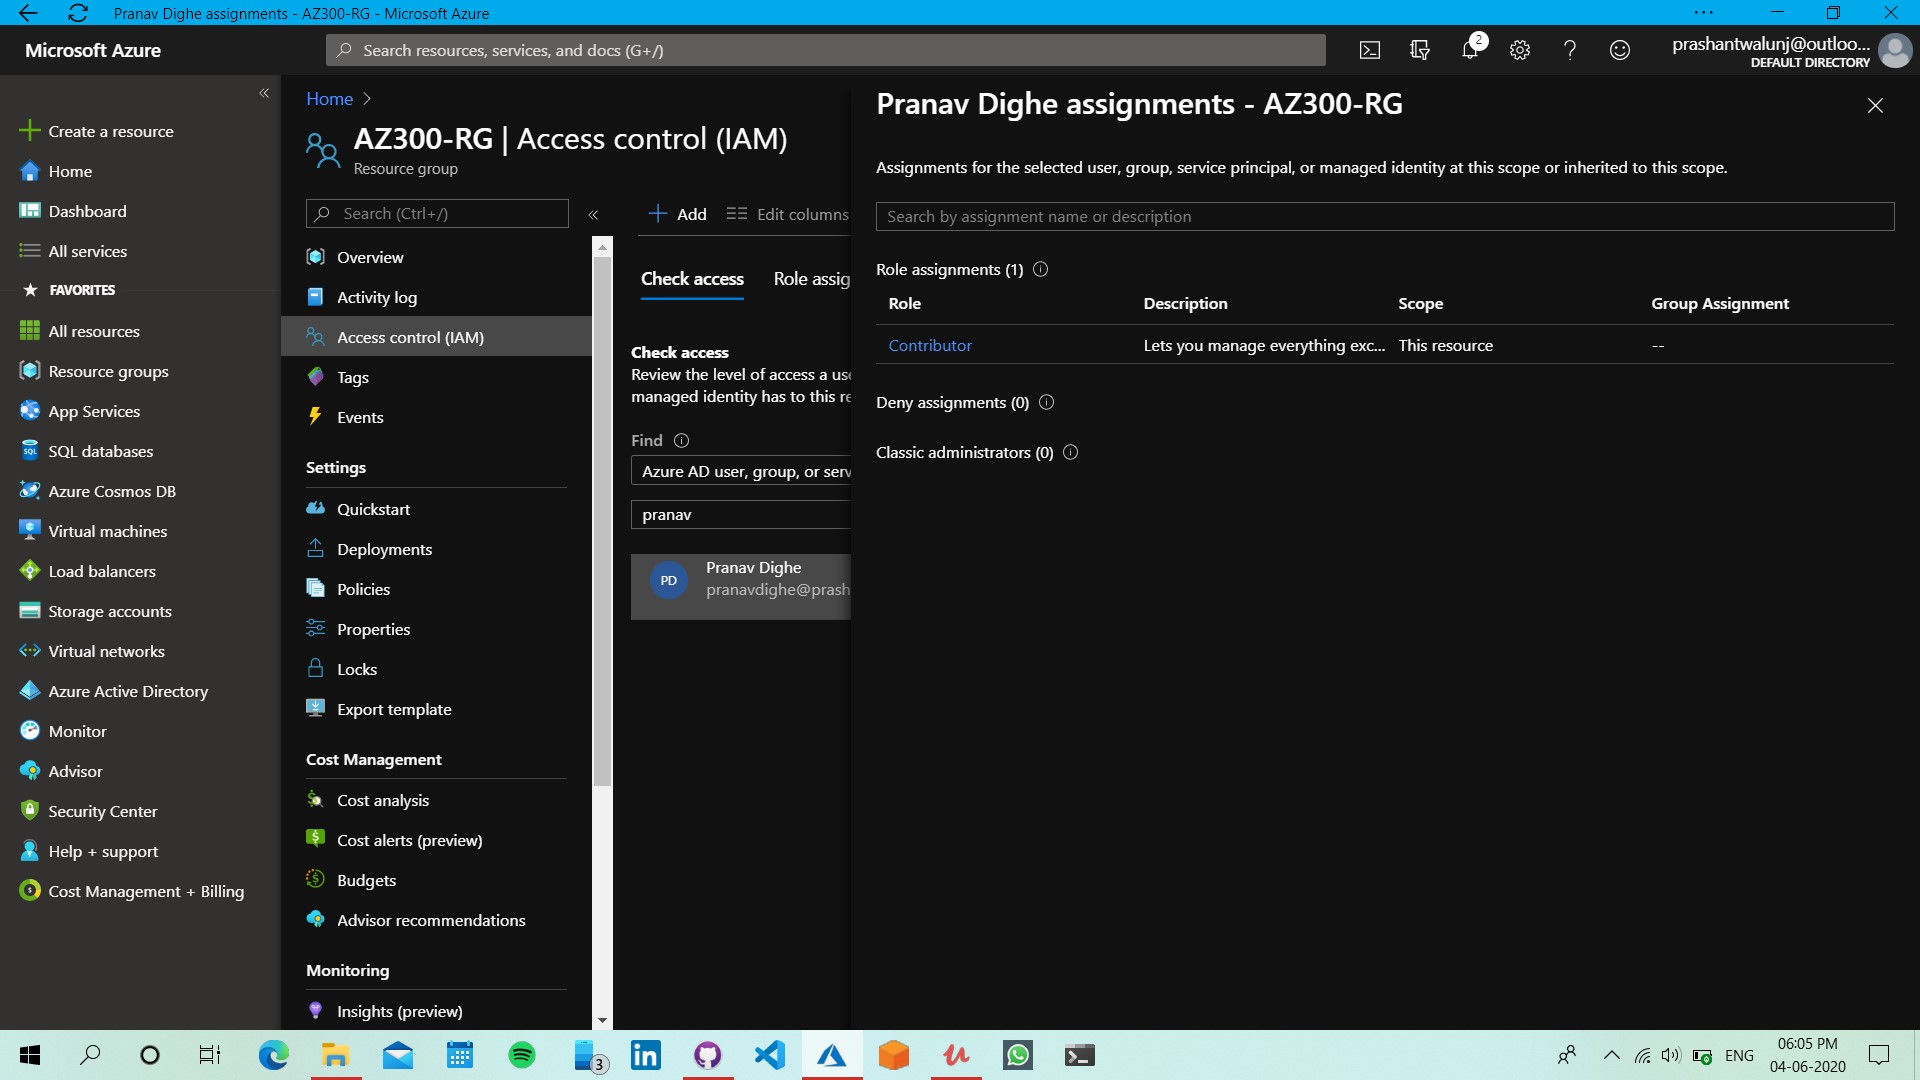 Pranav Dighe assignments - AZ300-RG - Microsoft Azure
Microsoft Azure
Search resources, services, and docs (G+/)
2
prashantwalunj@outloo...
DEFAULT DIRECTORY
Create a resource
Home
Dashboard
All services
FAVORITES
All resources
Resource groups
App Services
SQL databases
Azure Cosmos DB
Virtual machines
Load balancers
Storage accounts
Virtual networks
Azure Active Directory
Monitor
Advisor
Security Center
Help + support
Cost Management + Billing
Home
AZ300-RG | Access control (IAM)
Resource group
Search (Ctrl+/)
Overview
Activity log
Access control (IAM)
Tags
Events
Settings
Quickstart
Deployments
Policies
Properties
Locks
Export template
Cost Management
Cost analysis
Cost alerts (preview)
Budgets
Advisor recommendations
Monitoring
Insights (preview)
Add
Edit columns
Check access
Role assig
Check access
Review the level of access a use
managed identity has to this re
Find
Azure AD user, group, or serv
pranav
PD
Pranav Dighe
pranavdighe@prash
Pranav Dighe assignments - AZ300-RG
Assignments for the selected user, group, service principal, or managed identity at this scope or inherited to this scope.
Search by assignment name or description
Role assignments (1)
Role Description Scope Group Assignment
Contributor Lets you manage everything exc... This resource --
Deny assignments (0)
Classic administrators (0)
3
ENG
06:05 PM
04-06-2020